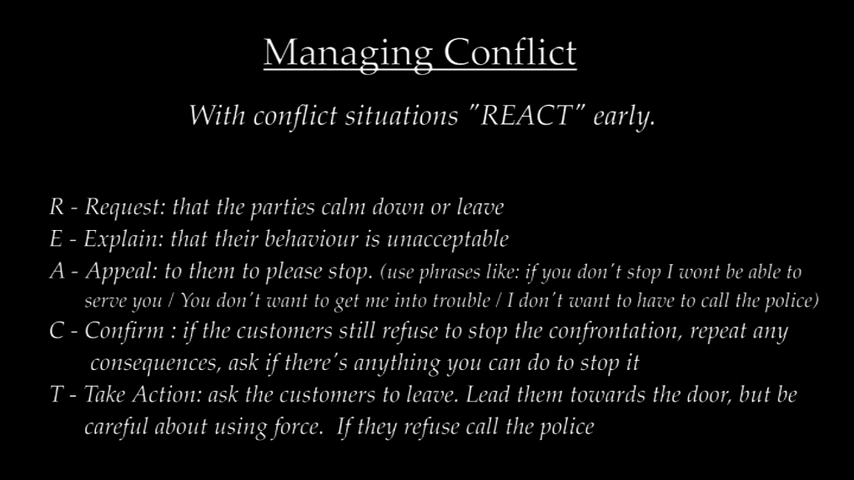 Managing Conflict
With conflict situations "REACT" early.
R - Request: that the parties calm down or leave
E - Explain: that their behaviour is unacceptable
A - Appeal: to them to please stop. (use phrases like: if you don't stop I wont be able to
serve you / You don't want to get me into trouble / I don't want to have to call the police)
C - Confirm : if the customers still refuse to stop the confrontation, repeat any
consequences, ask if there's anything you can do to stop it
T - Take Action: ask the customers to leave. Lead them towards the door, but be
careful about using force.  If they refuse call the police